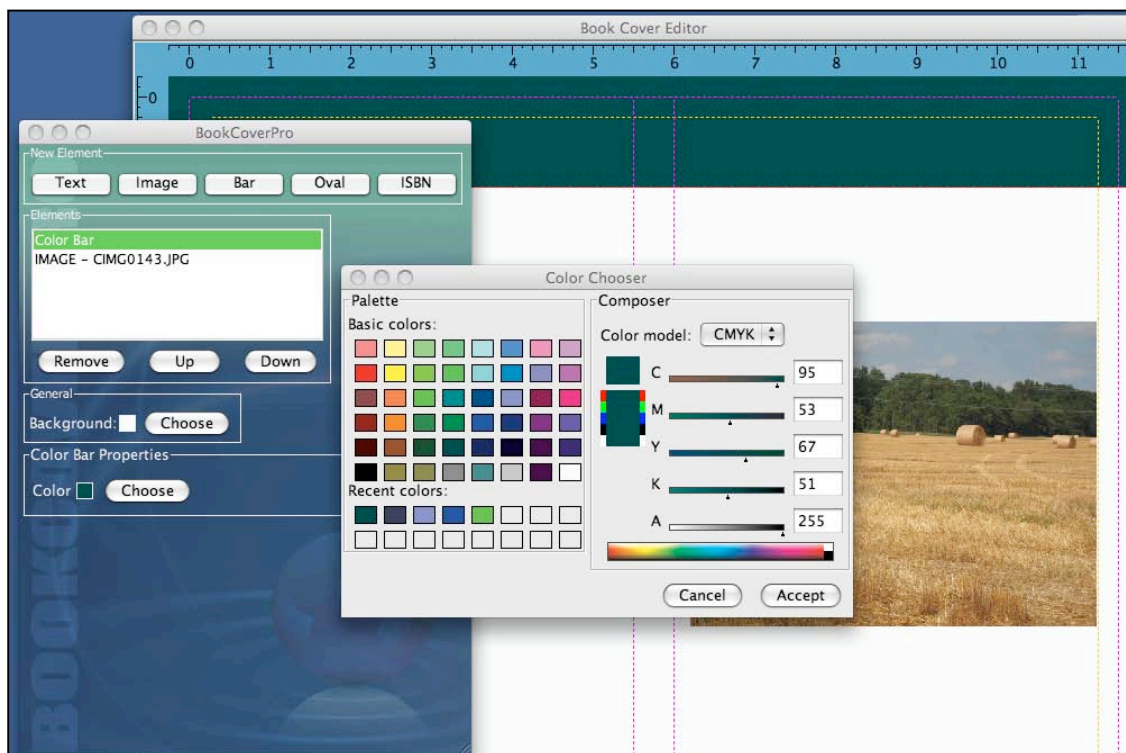 Book Cover Editor
0 1 2 3 4 5 6 7 8 9 10 11
0
BookCoverPro
New Element
Text Image Bar Oval ISBN
Elements
Color Bar
IMAGE - CIMG0143.JPG
Remove Up Down
General
Background: Choose
Color Bar Properties
Color Choose
Color Chooser
Palette
Basic colors:
Recent colors:
Composer
Color model: CMYK
C 95
M 53
Y 67
K 51
A 255
Cancel Accept